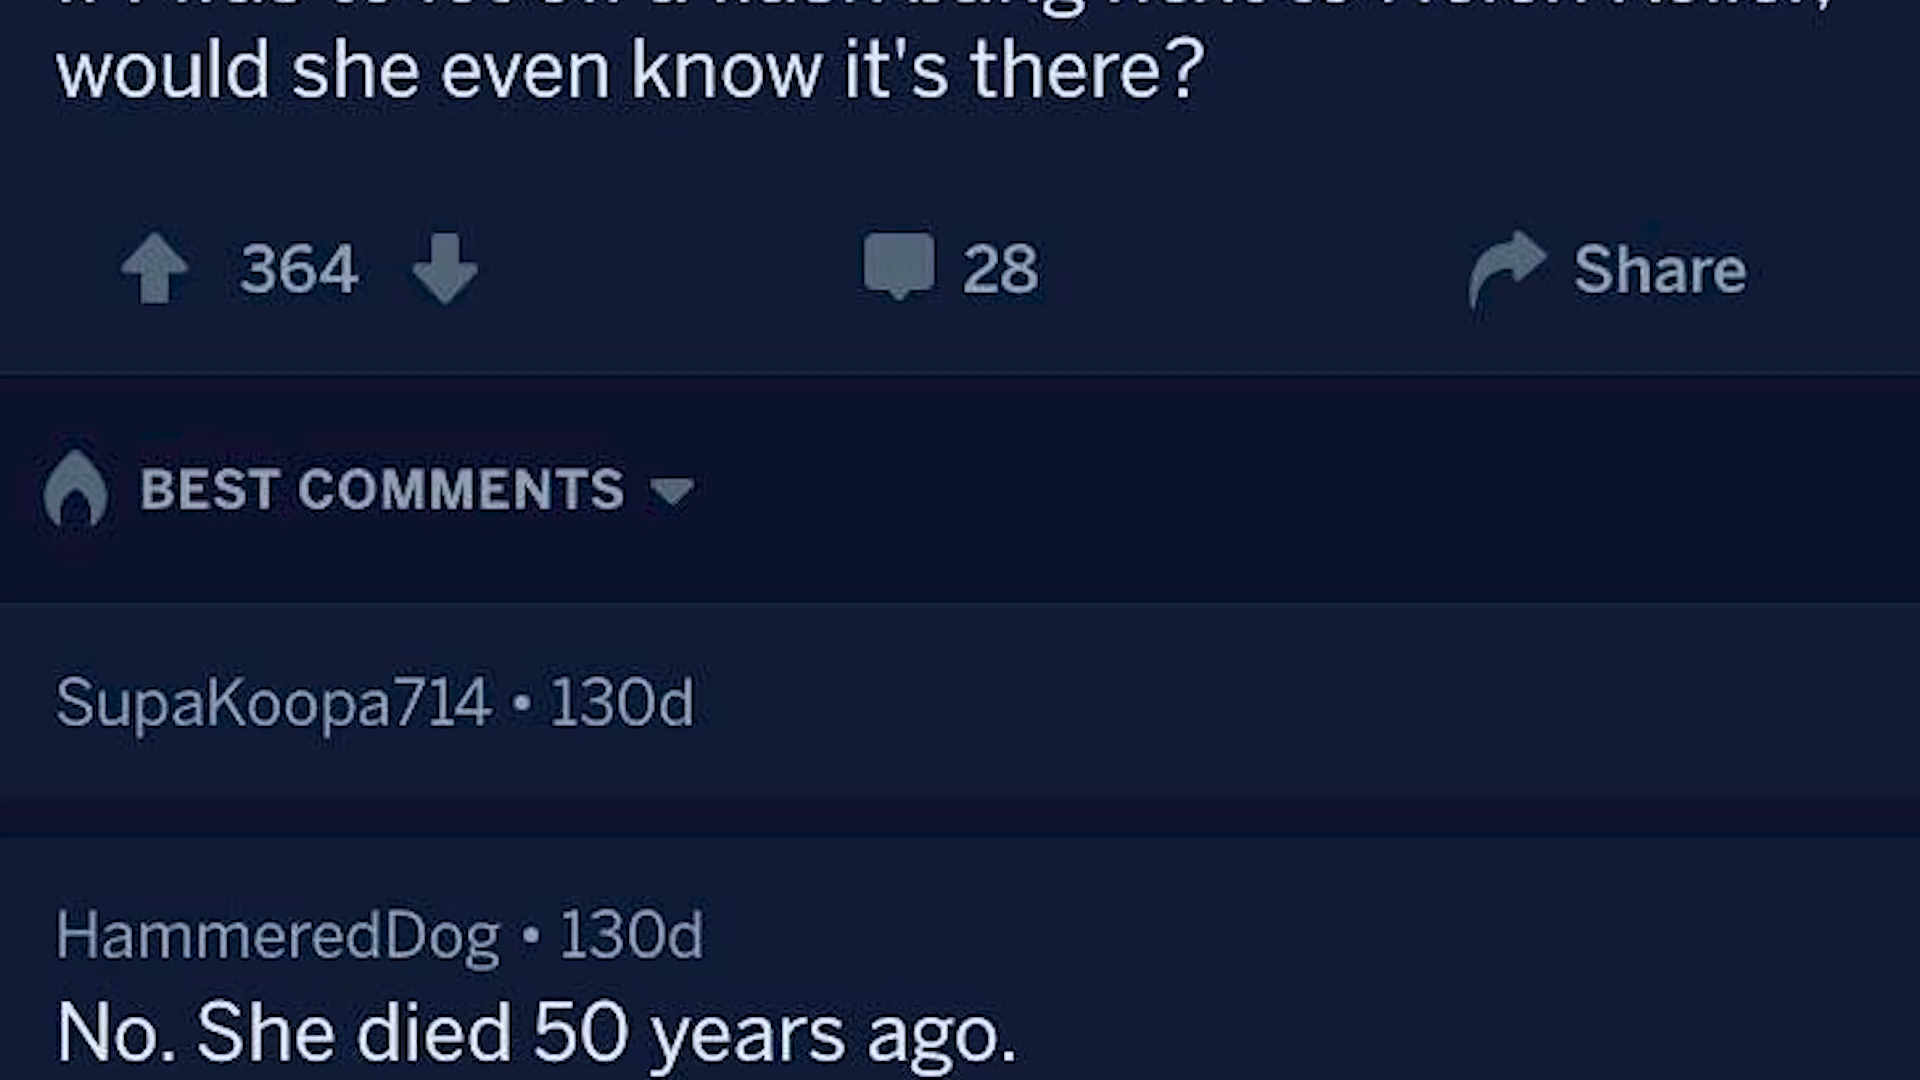 would she even know it's there?
364
28
Share
BEST COMMENTS
SupaKoopa714 • 130d
HammeredDog • 130d
No. She died 50 years ago.